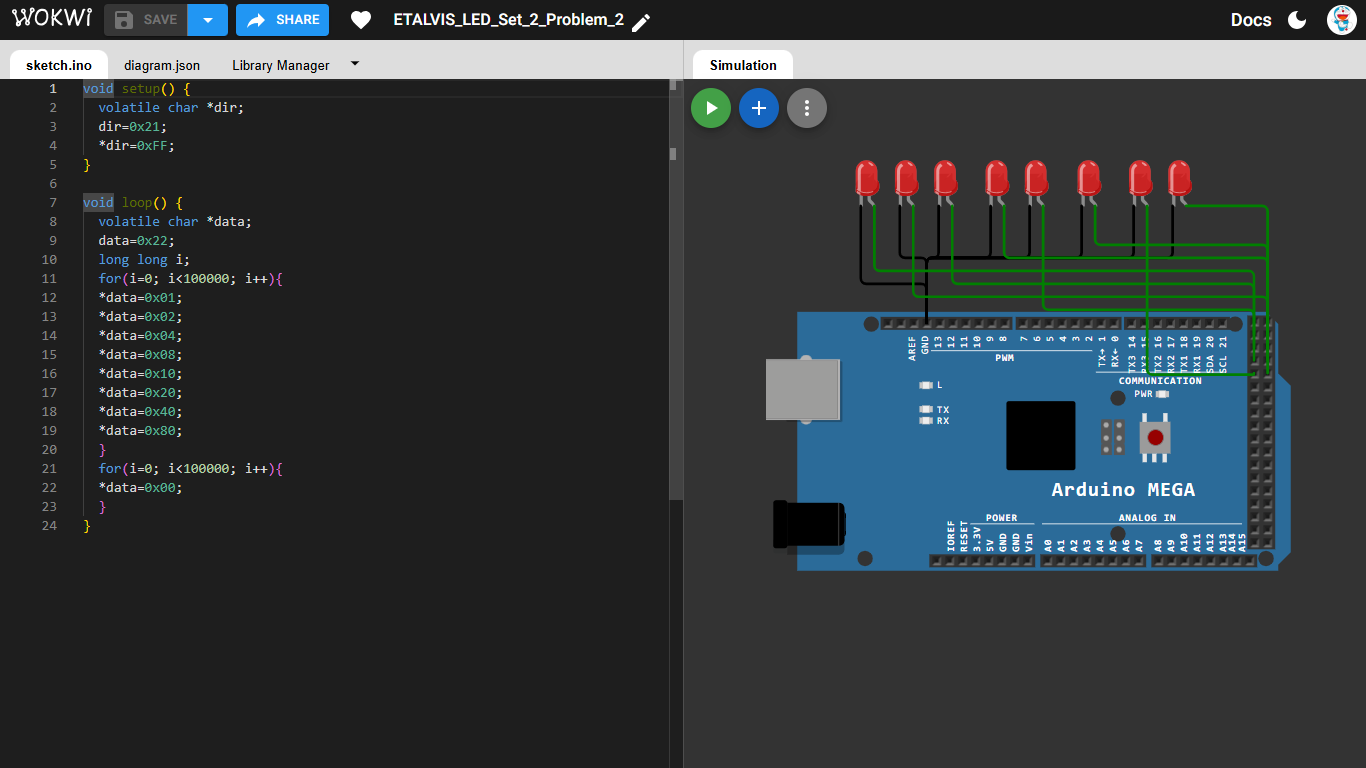 WOKWI SAVE SHARE ETALVIS_LED_Set_2_Problem_2 Docs
sketch.ino diagram.json Library Manager Simulation
1 void setup() {
2 volatile char *dir;
3 dir=0x21;
4 *dir=0xFF;
5 }
6
7 void loop() {
8 volatile char *data;
9 data=0x22;
10 long long i;
11 for(i=0; i<100000; i++){
12 *data=0x01;
13 *data=0x02;
14 *data=0x04;
15 *data=0x08;
16 *data=0x10;
17 *data=0x20;
18 *data=0x40;
19 *data=0x80;
20 }
21 for(i=0; i<100000; i++){
22 *data=0x00;
23 }
24 }
AREF GND 13 12 11 10 9 8 7 6 5 4 3 2 TX→ 1 RX← 0 TX3 14 RX3 15 TX2 16 RX2 17 TX1 18 RX1 19 SDA 20 SCL 21
PWM
COMMUNICATION
L
PWR
TX
RX
Arduino MEGA
POWER ANALOG IN
IOREF RESET 3.3V 5V GND GND Vin A0 A1 A2 A3 A4 A5 A6 A7 A8 A9 A10 A11 A12 A13 A14 A15